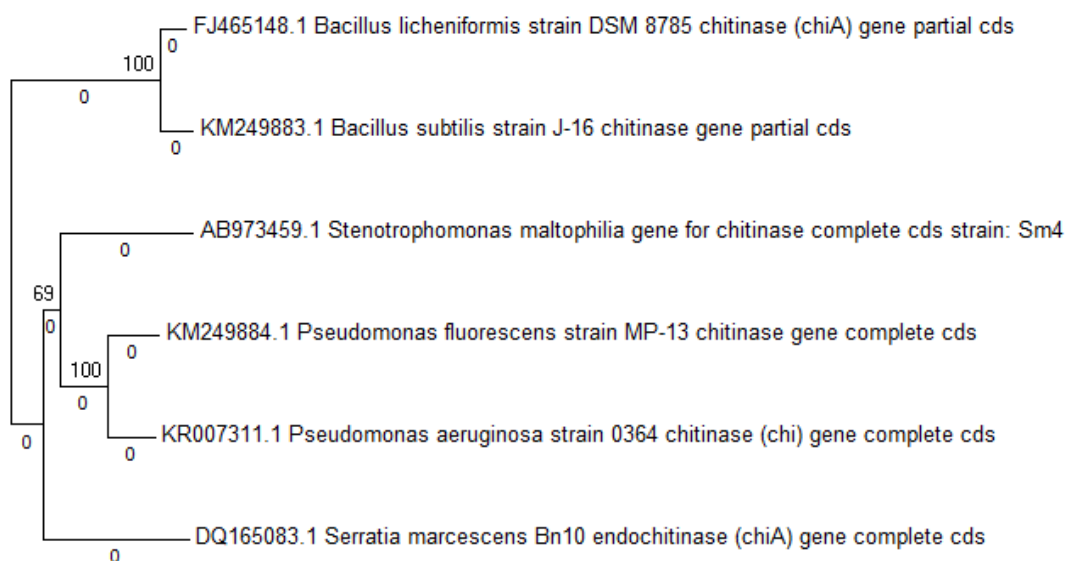 FJ465148.1 Bacillus licheniformis strain DSM 8785 chitinase (chiA) gene partial cds
0
100
0
KM249883.1 Bacillus subtilis strain J-16 chitinase gene partial cds
0
AB973459.1 Stenotrophomonas maltophilia gene for chitinase complete cds strain: Sm4
0
69
0
KM249884.1 Pseudomonas fluorescens strain MP-13 chitinase gene complete cds
0
100
0
KR007311.1 Pseudomonas aeruginosa strain 0364 chitinase (chi) gene complete cds
0
0
DQ165083.1 Serratia marcescens Bn10 endochitinase (chiA) gene complete cds
0